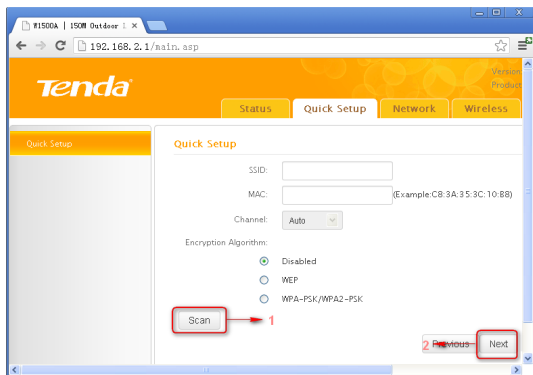 W1500A | 150M Outdoor
192.168.2.1/main.asp
Tenda
Version
Product
Status
Quick Setup
Network
Wireless
Quick Setup
Quick Setup
SSID:
MAC:
(Example:C8:3A:35:3C:10:88)
Channel:
Auto
Encryption Algorithm:
Disabled
WEP
WPA-PSK/WPA2-PSK
Scan
1
2
Previous
Next